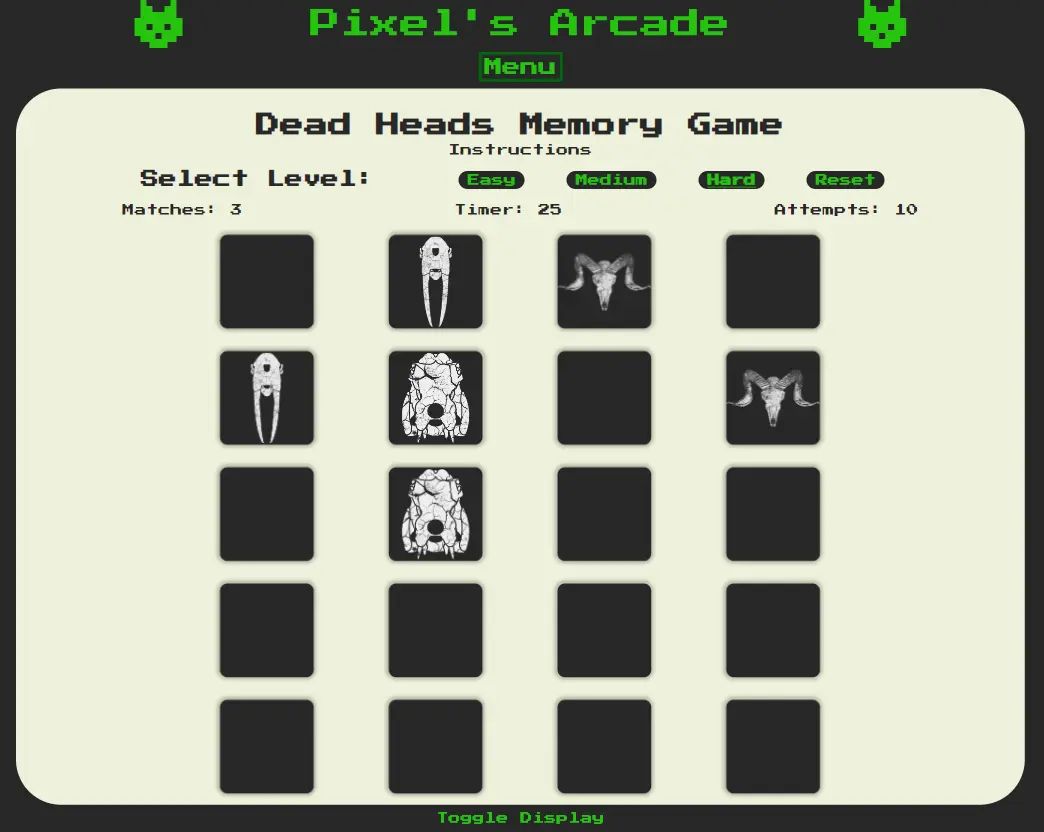 Pixel's Arcade
Menu
Dead Heads Memory Game
Instructions
Select Level: Easy Medium Hard Reset
Matches: 3 Timer: 25 Attempts: 10
Toggle Display